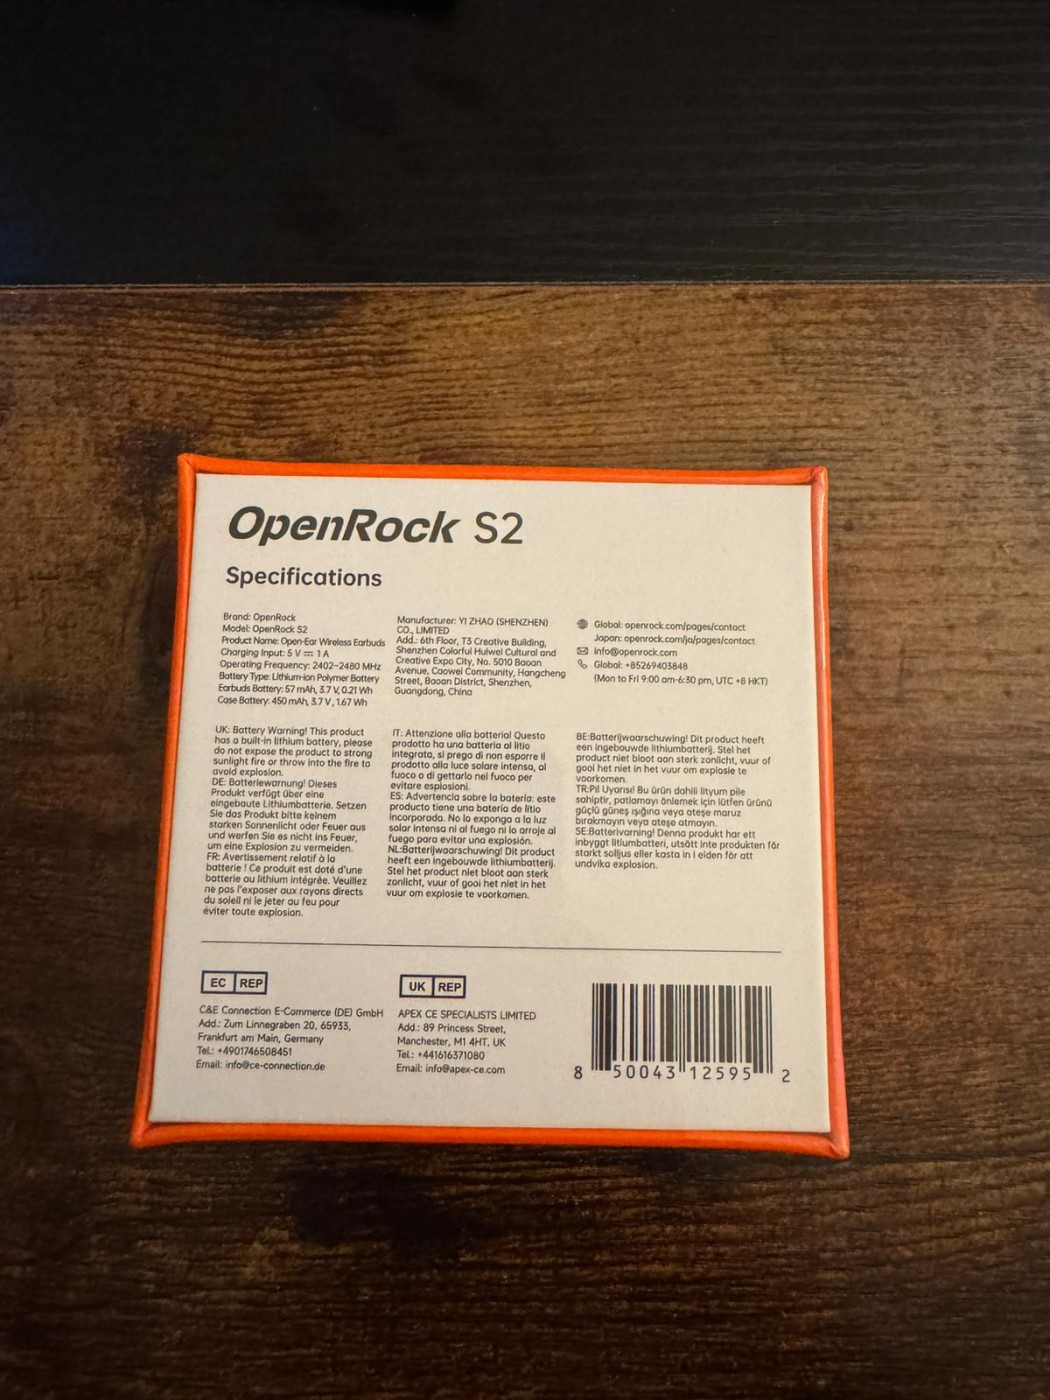 OpenRock S2
Specifications
Brand: OpenRock
Model: OpenRock S2
Product Name: Open-Ear Wireless Earbuds
Charging Input: 5 V ⎓ 1 A
Operating Frequency: 2402-2480 MHz
Battery Type: Lithium-ion Polymer Battery
Earbuds Battery: 57 mAh, 3.7 V, 0.21 Wh
Case Battery: 450 mAh, 3.7 V, 1.67 Wh
Manufacturer: YI ZHAO (SHENZHEN)
CO., LIMITED
Add.: 6th Floor, T3 Creative Building,
Shenzhen Colorful Huiwei Cultural and
Creative Expo City, No. 5010 Baoan
Avenue, Caowei Community, Hangcheng
Street, Baoan District, Shenzhen,
Guangdong, China
Global: openrock.com/pages/contact
Japan: openrock.com/ja/pages/contact
info@openrock.com
Global: +85269403848
(Mon to Fri 9:00 am-6:30 pm, UTC +8 HKT)
UK: Battery Warning! This product
has a built-in lithium battery, please
do not expose the product to strong
sunlight fire or throw into the fire to
avoid explosion.
DE: Batteriewarnung! Dieses
Produkt verfügt über eine
eingebaute Lithiumbatterie. Setzen
Sie das Produkt bitte keinem
starken Sonnenlicht oder Feuer aus
und werfen Sie es nicht ins Feuer,
um eine Explosion zu vermeiden.
FR: Avertissement relatif à la
batterie ! Ce produit est doté d'une
batterie au lithium intégrée. Veuillez
ne pas l'exposer aux rayons directs
du soleil ni le jeter au feu pour
éviter toute explosion.
IT: Attenzione alla batteria! Questo
prodotto ha una batteria al litio
integrata, si prega di non esporre il
prodotto alla luce solare intensa, al
fuoco o di gettarlo nel fuoco per
evitare esplosioni.
ES: Advertencia sobre la batería: este
producto tiene una batería de litio
incorporada. No lo exponga a la luz
solar intensa ni al fuego ni lo arroje al
fuego para evitar una explosión.
NL:Batterijwaarschuwing! Dit product
heeft een ingebouwde lithiumbatterij.
Stel het product niet bloot aan sterk
zonlicht, vuur of gooi het niet in het
vuur om explosie te voorkomen.
BE:Batterijwaarschuwing! Dit product heeft
een ingebouwde lithiumbatterij. Stel het
product niet bloot aan sterk zonlicht, vuur of
gooi het niet in het vuur om explosie te
voorkomen.
TR:Pil Uyarısı! Bu ürün dahili lityum pile
sahiptir, patlamayı önlemek için lütfen ürünü
güçlü güneş ışığına veya ateşe maruz
bırakmayın veya ateşe atmayın.
SE:Batterivarning! Denna produkt har ett
inbyggt litiumbatteri, utsätt inte produkten för
starkt solljus eller kasta in i elden för att
undvika explosion.
EC REP
C&E Connection E-Commerce (DE) GmbH
Add.: Zum Linnegraben 20, 65933,
Frankfurt am Main, Germany
Tel.: +4901746508451
Email: info@ce-connection.de
UK REP
APEX CE SPECIALISTS LIMITED
Add.: 89 Princess Street,
Manchester, M1 4HT, UK
Tel.: +441616371080
Email: info@apex-ce.com
8 50043 12595 2